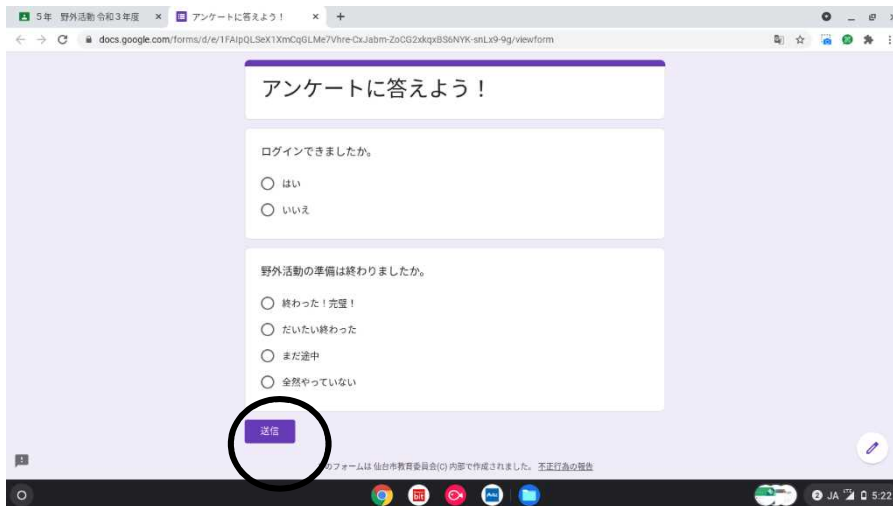 5年 野外活動 令和3年度
アンケートに答えよう!
docs.google.com/forms/d/e/1FAIpQLSeX1XmCqGLMe7Vhre-CxJabm-ZoCG2xkqxBS6NYK-snLx9-9g/viewform
アンケートに答えよう!
ログインできましたか。
はい
いいえ
野外活動の準備は終わりましたか。
終わった!完璧!
だいたい終わった
まだ途中
全然やっていない
送信
のフォームは 仙台市教育委員会(C) 内部で作成されました。 不正行為の報告
bit
2 JA 5:22